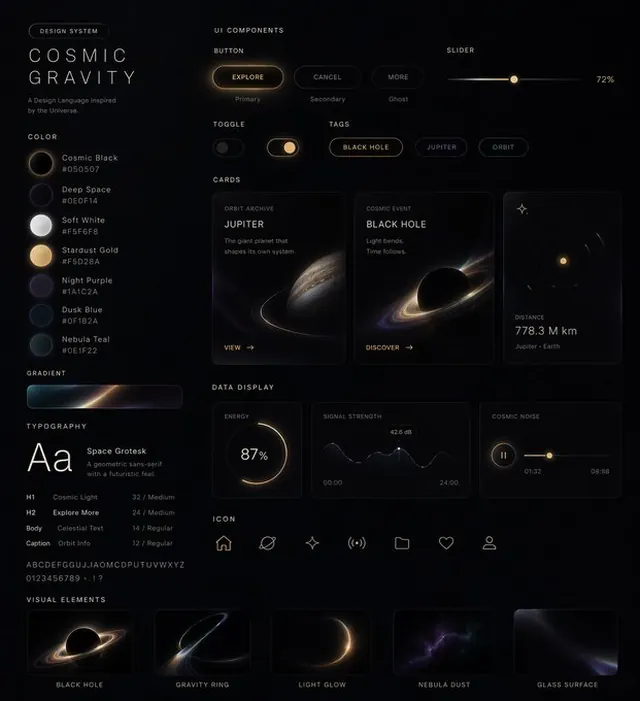 DESIGN SYSTEM
COSMIC
GRAVITY
A Design Language Inspired
by the Universe.
COLOR
Cosmic Black
#050507
Deep Space
#0E0F14
Soft White
#F5F6F8
Stardust Gold
#F5D28A
Night Purple
#1A1C2A
Dusk Blue
#0F1B2A
Nebula Teal
#0E1F22
GRADIENT
TYPOGRAPHY
Aa
Space Grotesk
A geometric sans-serif
with a futuristic feal.
H1 Cosmic Light 32 / Medium
H2 Explore More 24 / Medium
Body Celestial Text 14 / Regular
Caption Orbit Info 12 / Regular
0123456789 - . ! ?
UI COMPONENTS
BUTTON
EXPLORE
CANCEL
MORE
Primary
Secondary
Ghost
SLIDER
72%
TOGGLE
TAGS
BLACK HOLE
JUPITER
ORBIT
CARDS
ORBIT ARCHIVE
JUPITER
The giant planet that
shapes its own system.
VIEW →
COSMIC EVENT
BLACK HOLE
Light bends.
Time follows.
DISCOVER →
DISTANCE
778.3 M km
Jupiter • Earth
DATA DISPLAY
ENERGY
87%
SIGNAL STRENGTH
42.6 dB
00:00
24:00
COSMIC NOISE
01:32
ICON
VISUAL ELEMENTS
BLACK HOLE
GRAVITY RING
LIGHT GLOW
NEBULA DUST
GLASS SURFACE